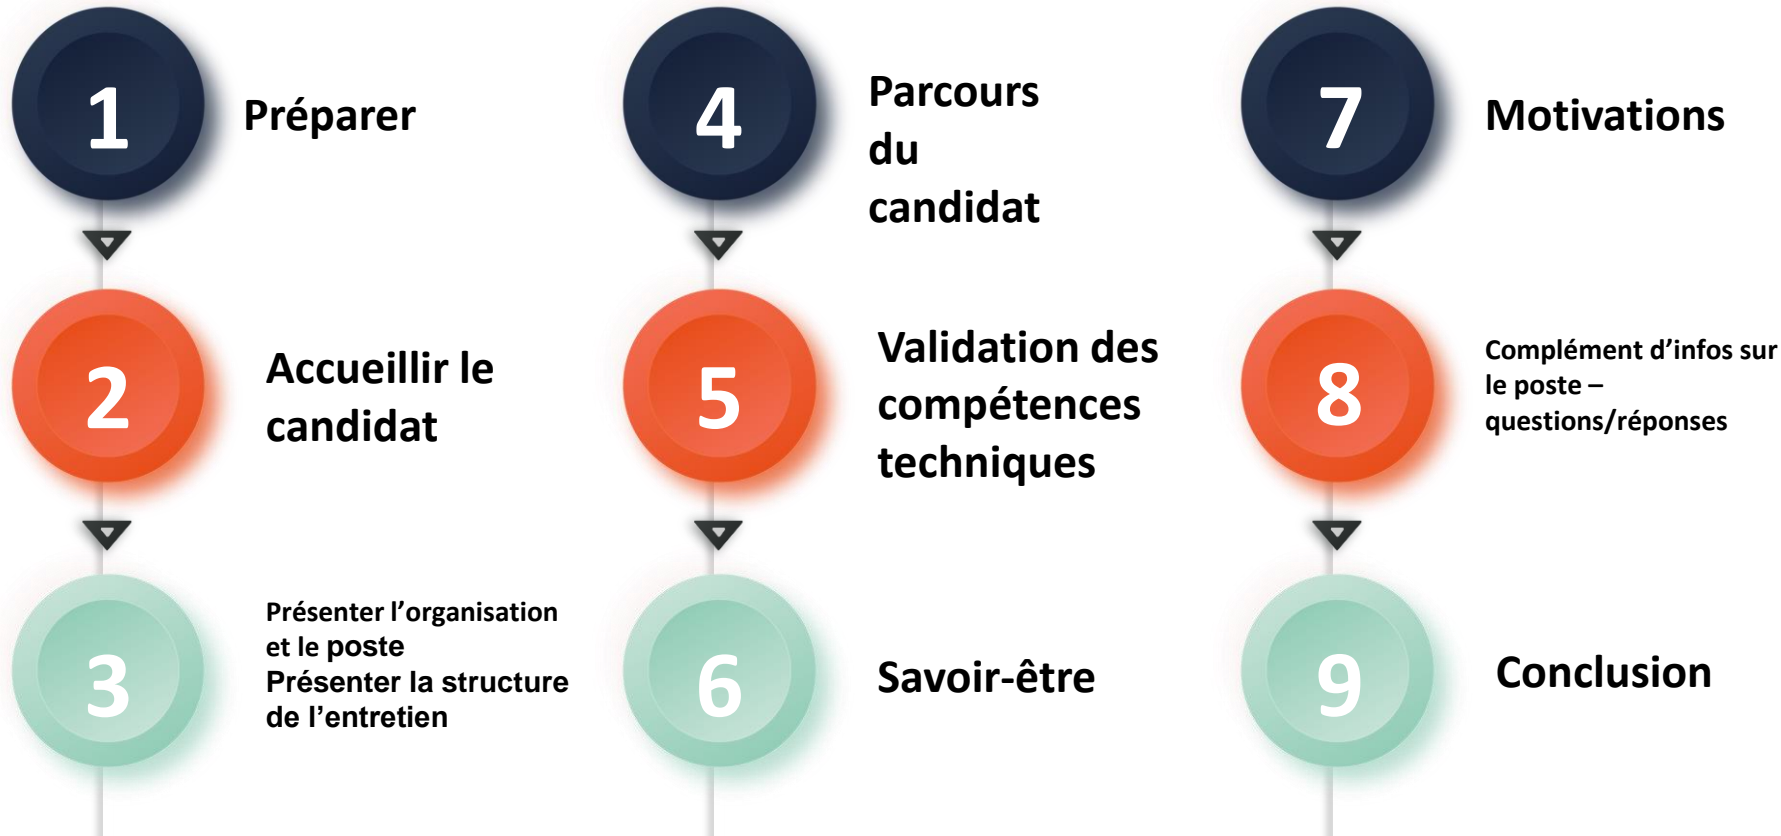 1
Préparer
2
Accueillir le
candidat
3
Présenter l’organisation
et le poste
Présenter la structure
de l’entretien
4
Parcours
du
candidat
5
Validation des
compétences
techniques
6
Savoir-être
7
Motivations
8
Complément d’infos sur
le poste –
questions/réponses
9
Conclusion